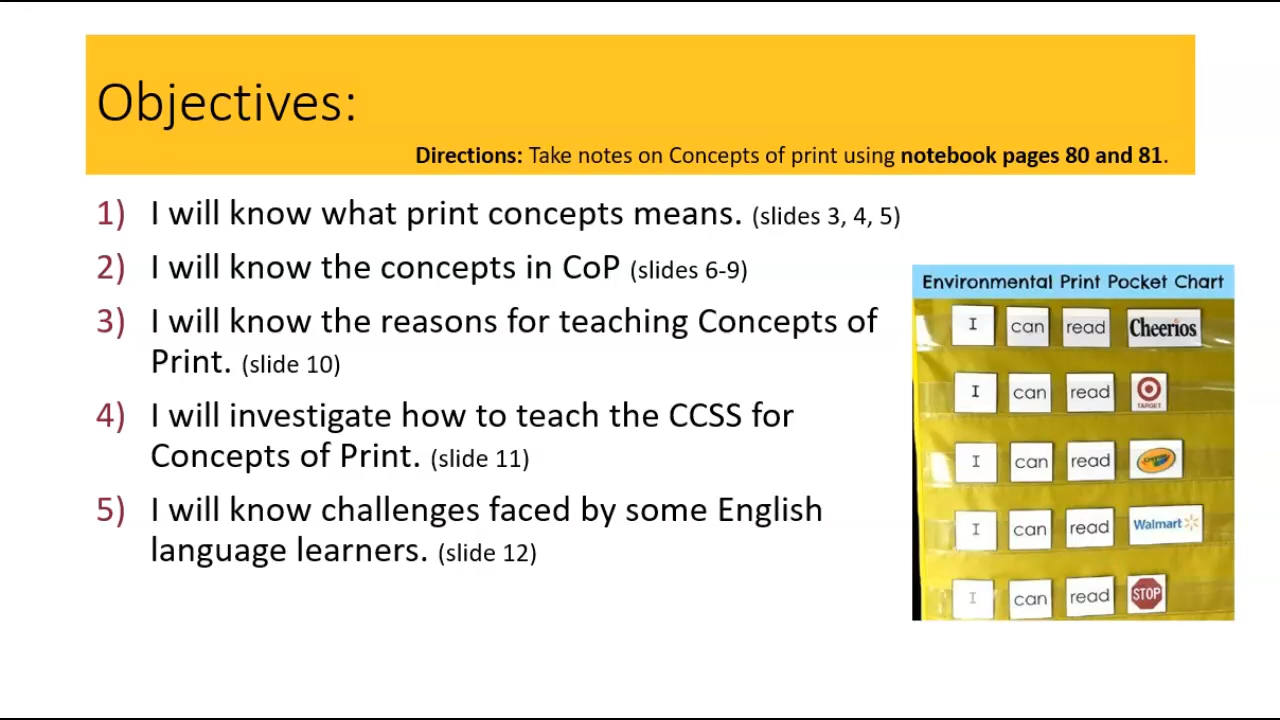 Objectives:
Directions: Take notes on Concepts of print using notebook pages 80 and 81.
1) I will know what print concepts means. (slides 3, 4, 5)
2) I will know the concepts in CoP (slides 6-9)
3) I will know the reasons for teaching Concepts of
Print. (slide 10)
4) I will investigate how to teach the CCSS for
Concepts of Print. (slide 11)
5) I will know challenges faced by some English
language learners. (slide 12)
Environmental Print Pocket Chart
I can read Cheerios
I can read TARGET
I can read Crayola
I can read Walmart
I can read STOP